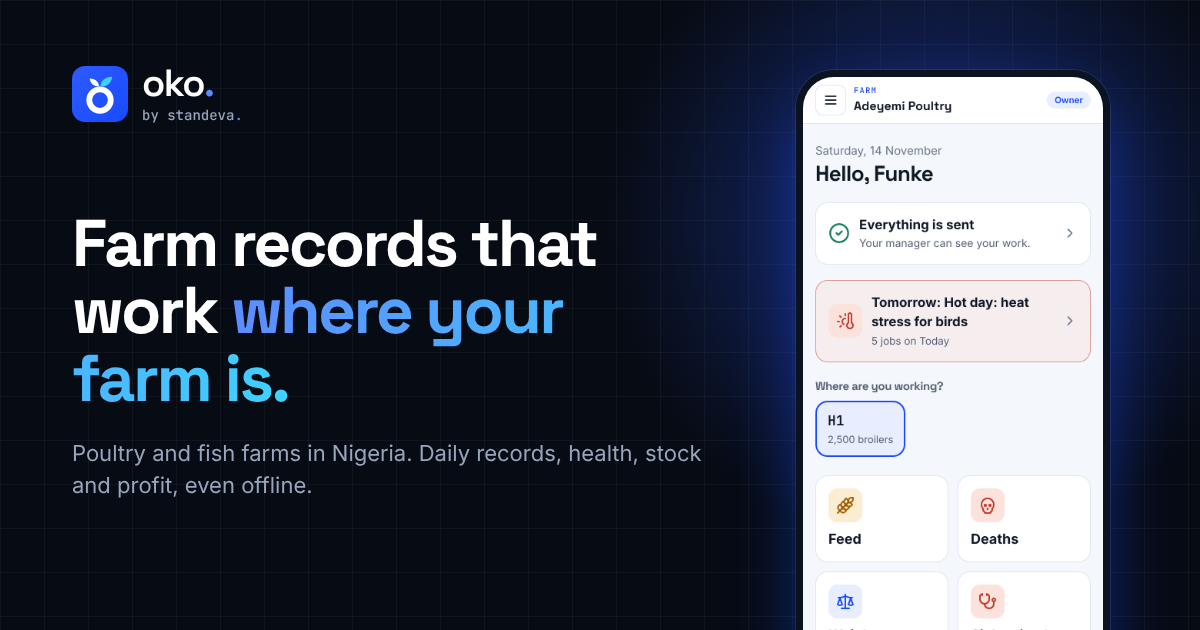 oko.
by standeva.
Farm records that
work where your
farm is.
Poultry and fish farms in Nigeria. Daily records, health, stock
and profit, even offline.
FARM
Adeyemi Poultry
Owner
Saturday, 14 November
Hello, Funke
Everything is sent
Your manager can see your work.
Tomorrow: Hot day: heat
stress for birds
5 jobs on Today
Where are you working?
H1
2,500 broilers
Feed
Deaths